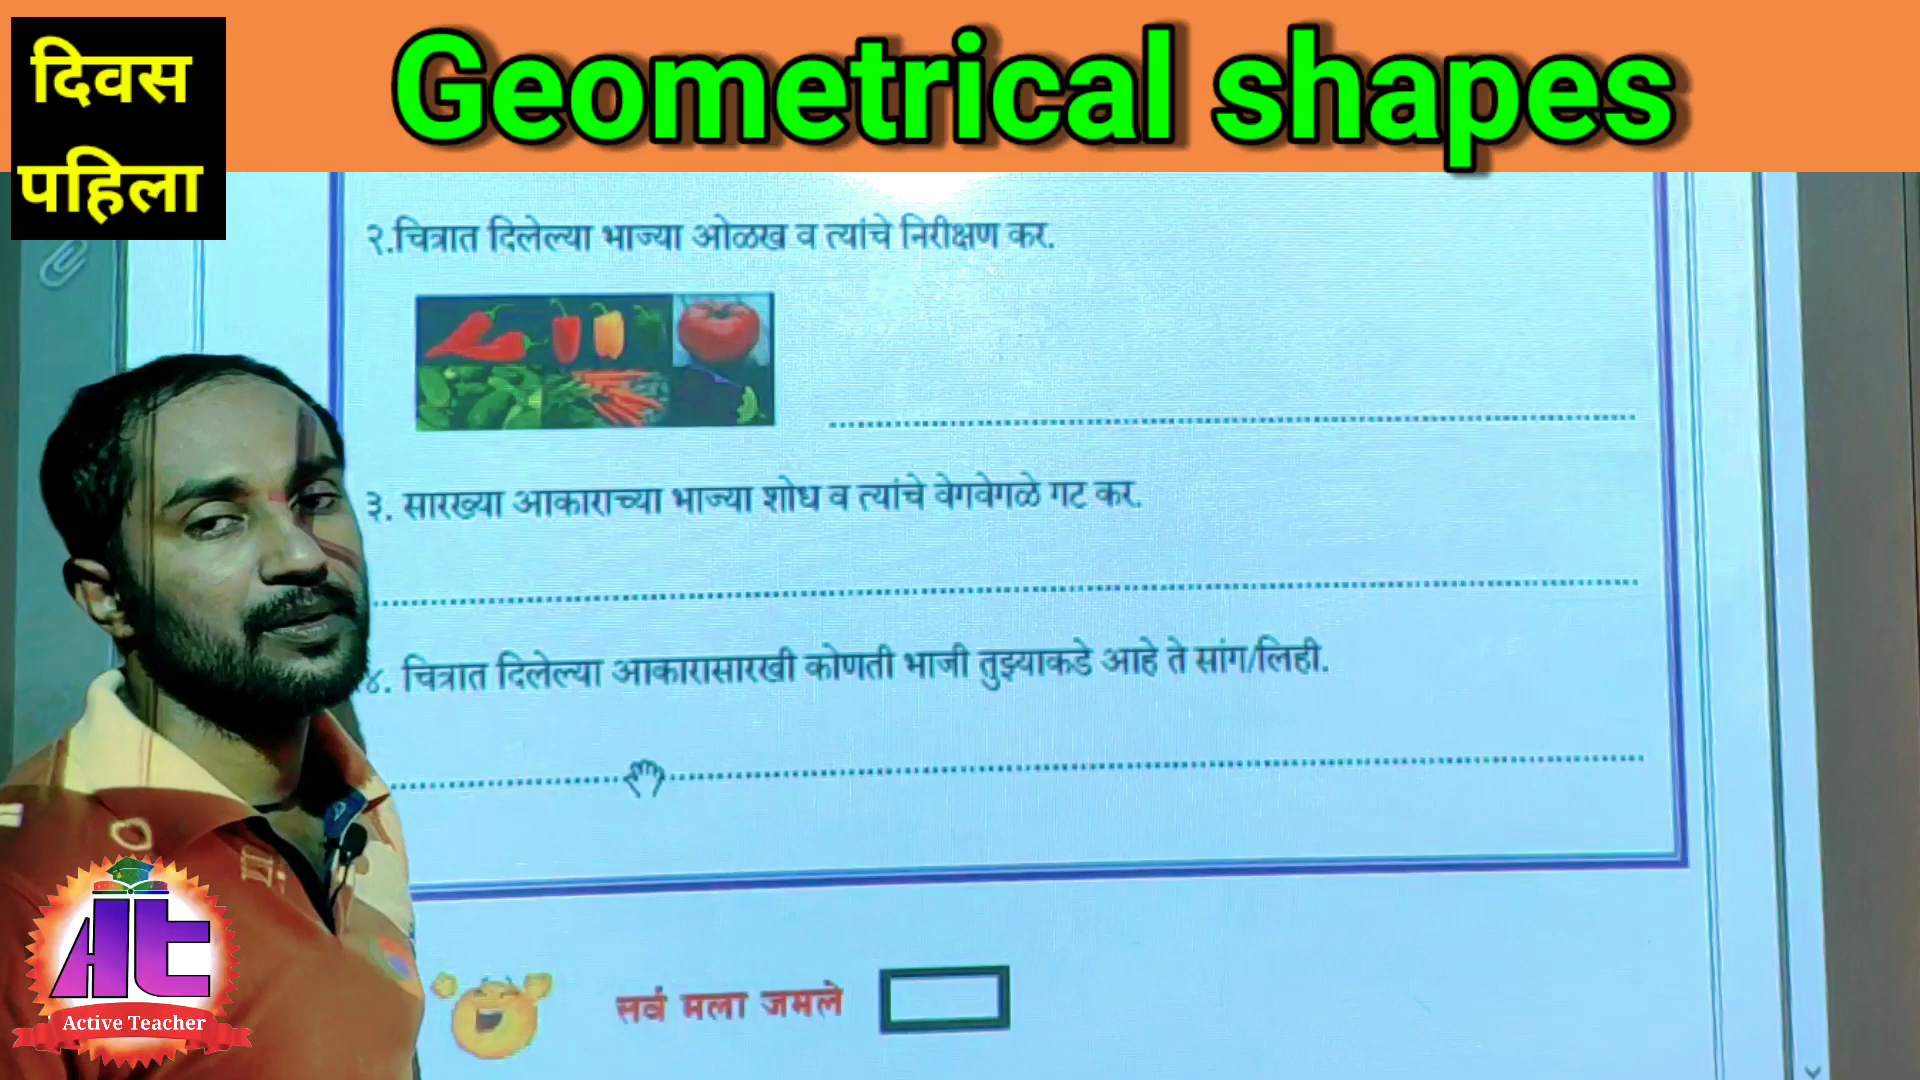 दिवस
पहिला
Geometrical shapes
२.चित्रात दिलेल्या भाज्या ओळख व त्यांचे निरीक्षण कर.
३. सारख्या आकाराच्या भाज्या शोध व त्यांचे वेगवेगळे गट कर.
४. चित्रात दिलेल्या आकारासारखी कोणती भाजी तुझ्याकडे आहे ते सांग/लिही.
सर्व मला जमले
At
Active Teacher